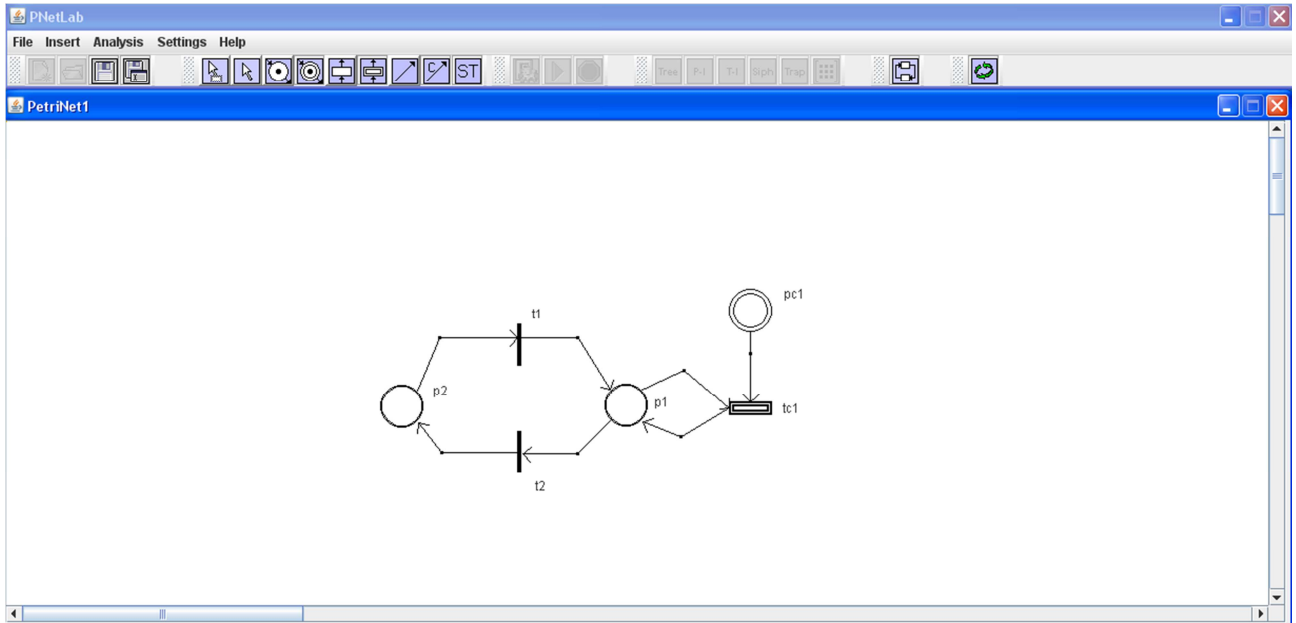 PNetLab
File Insert Analysis Settings Help
C ST Tree P-I T-I Siph Trap
PetriNet1
pc1
t1
p2
p1
tc1
t2